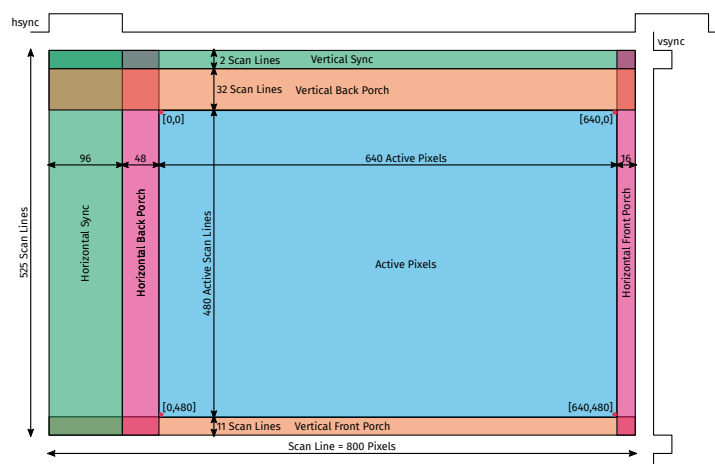 hsync
vsync
2 Scan Lines Vertical Sync
32 Scan Lines Vertical Back Porch
[0,0] [640,0]
96 48 640 Active Pixels 16
525 Scan Lines
Horizontal Sync
Horizontal Back Porch
480 Active Scan Lines
Active Pixels
Horizontal Front Porch
[0,480] [640,480]
11 Scan Lines Vertical Front Porch
Scan Line = 800 Pixels